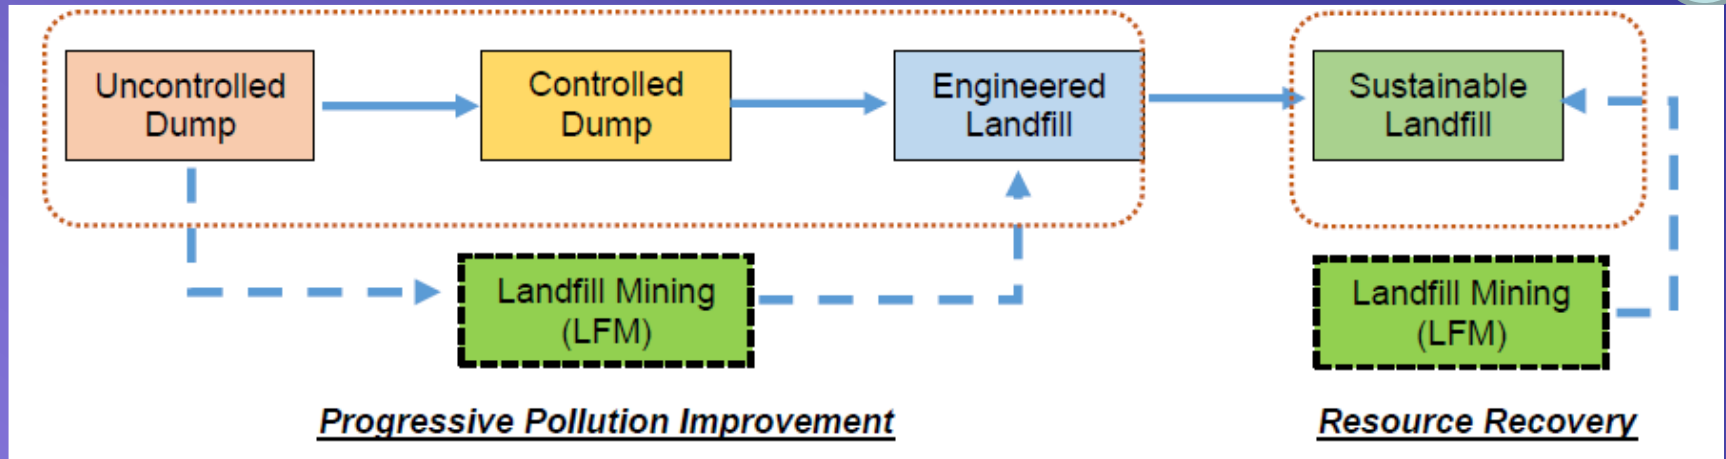 Uncontrolled
Dump
Controlled
Dump
Engineered
Landfill
Sustainable
Landfill
Landfill Mining
(LFM)
Landfill Mining
(LFM)
Progressive Pollution Improvement
Resource Recovery